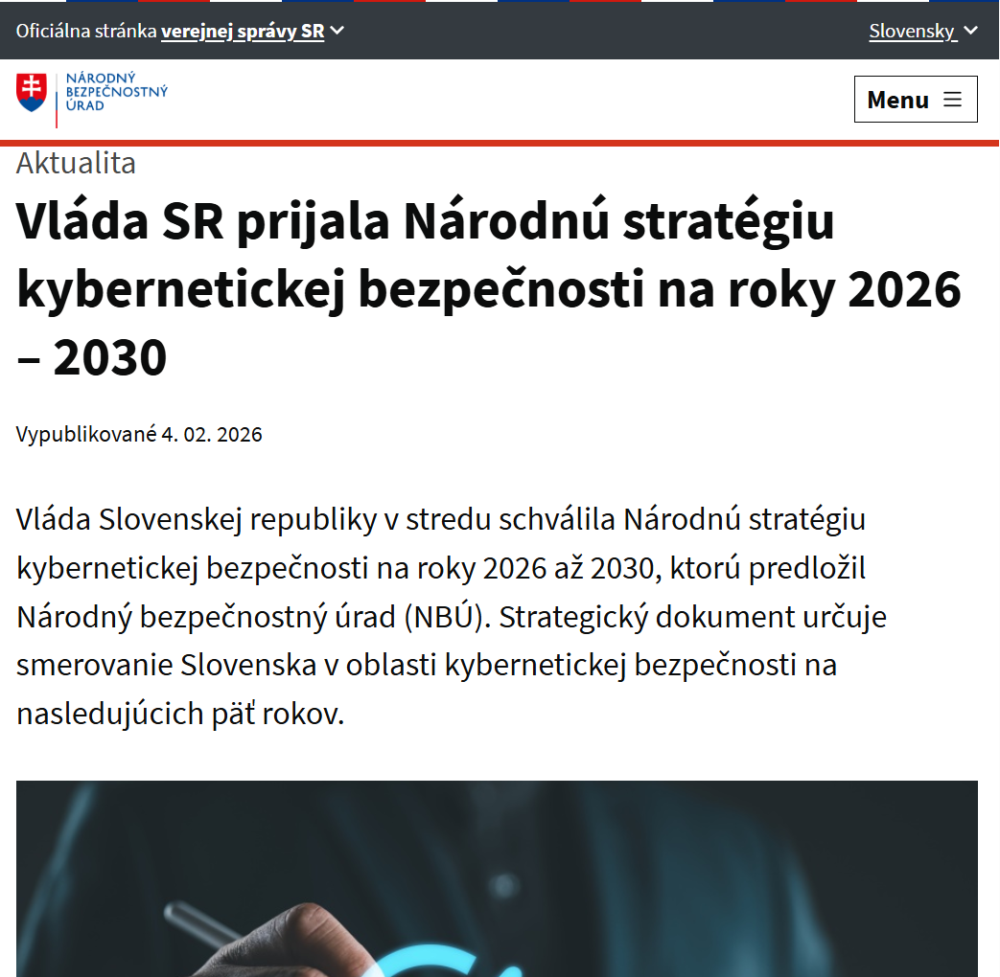 Oficiálna stránka verejnej správy SR
Slovensky
NÁRODNÝ
BEZPEČNOSTNÝ
ÚRAD
Menu
Aktualita
Vláda SR prijala Národnú stratégiu
kybernetickej bezpečnosti na roky 2026
– 2030
Vypublikované 4. 02. 2026
Vláda Slovenskej republiky v stredu schválila Národnú stratégiu
kybernetickej bezpečnosti na roky 2026 až 2030, ktorú predložil
Národný bezpečnostný úrad (NBÚ). Strategický dokument určuje
smerovanie Slovenska v oblasti kybernetickej bezpečnosti na
nasledujúcich päť rokov.